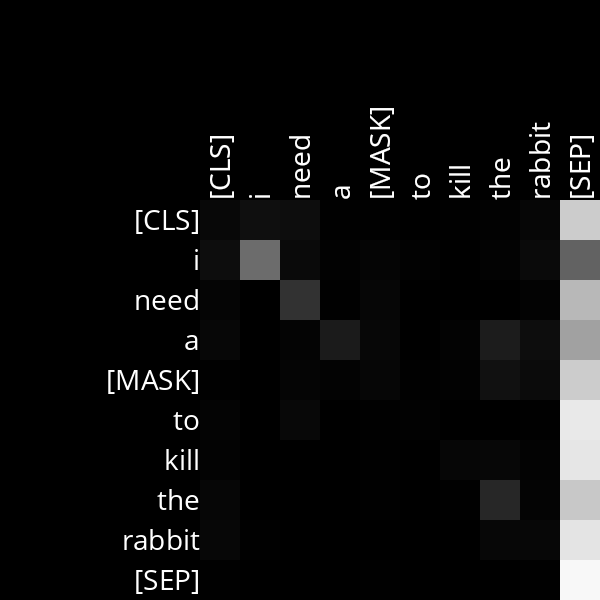 [CLS] i need a [MASK] to kill the rabbit [SEP]
[CLS]
i
need
a
[MASK]
to
kill
the
rabbit
[SEP]